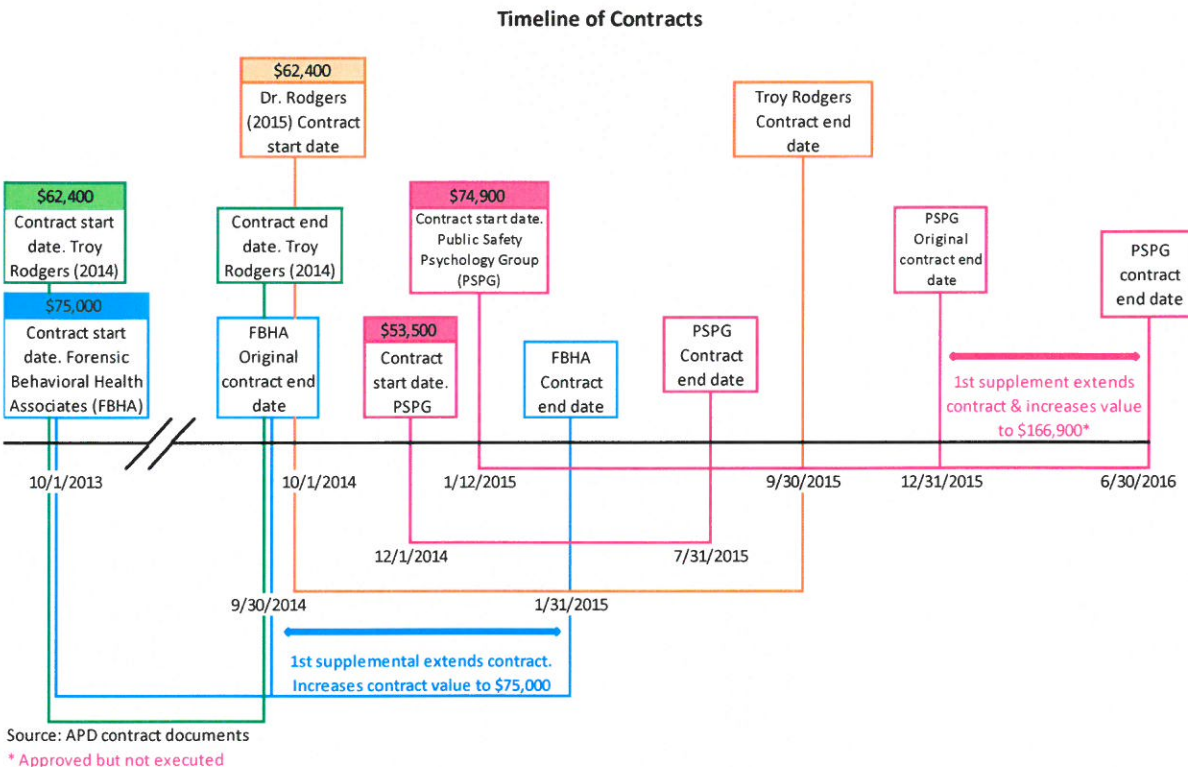 Timeline of Contracts
$62,400
Dr. Rodgers
(2015) Contract
start date
Troy Rodgers
Contract end
date
$62,400
Contract start
date. Troy
Rodgers (2014)
Contract end
date. Troy
Rodgers (2014)
$74,900
Contract start date.
Public Safety
Psychology Group
(PSPG)
PSPG
Original
contract end
date
PSPG
contract
end date
$75,000
Contract start
date. Forensic
Behavioral Health
Associates (FBHA)
FBHA
Original
contract end
date
$53,500
Contract
start date.
PSPG
FBHA
Contract
end date
PSPG
Contract
end date
1st supplement extends
contract & increases value
to $166,900*
10/1/2013
10/1/2014
1/12/2015
9/30/2015
12/31/2015
6/30/2016
12/1/2014
7/31/2015
9/30/2014
1/31/2015
1st supplemental extends contract.
Increases contract value to $75,000
Source: APD contract documents
* Approved but not executed